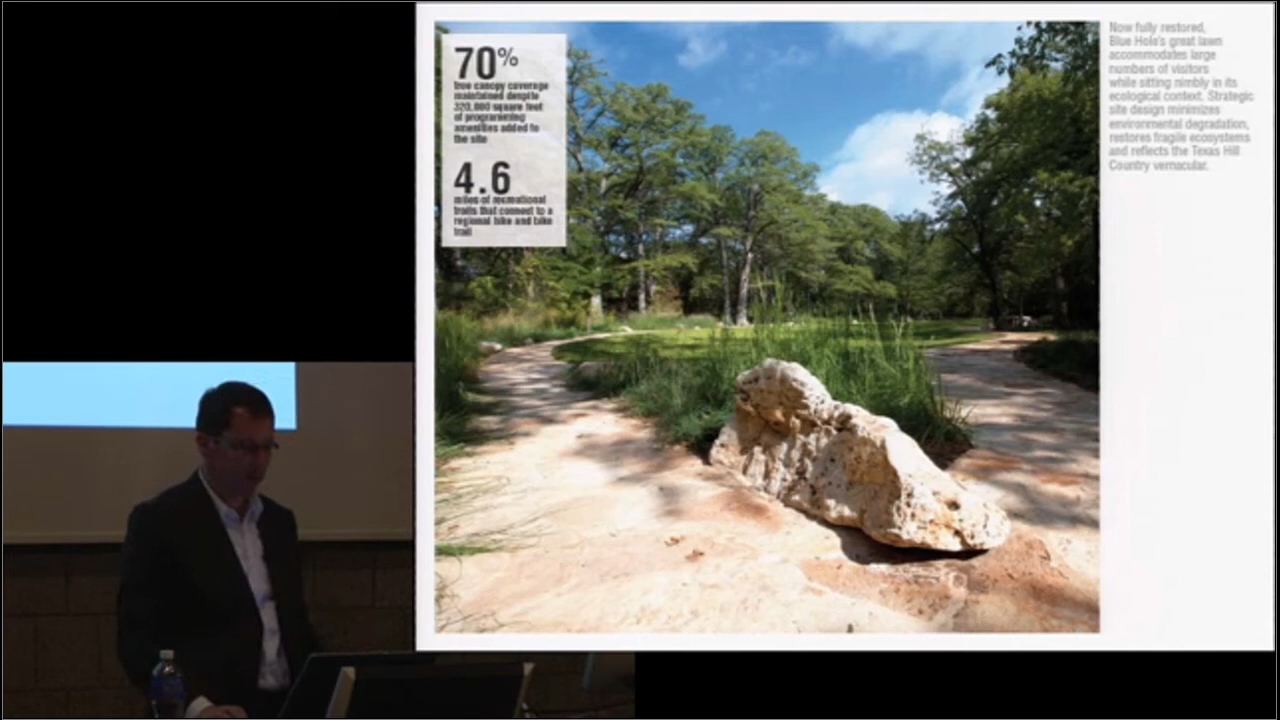 70%
tree canopy coverage
maintained despite
320,000 square feet
of programming
amenities added to
the site
4.6
miles of recreational
trails that connect to a
regional hike and bike
trail
Now fully restored,
Blue Hole's great lawn
accommodates large
numbers of visitors
while sitting nimbly in its
ecological context. Strategic
site design minimizes
environmental degradation,
restores fragile ecosystems
and reflects the Texas Hill
Country vernacular.